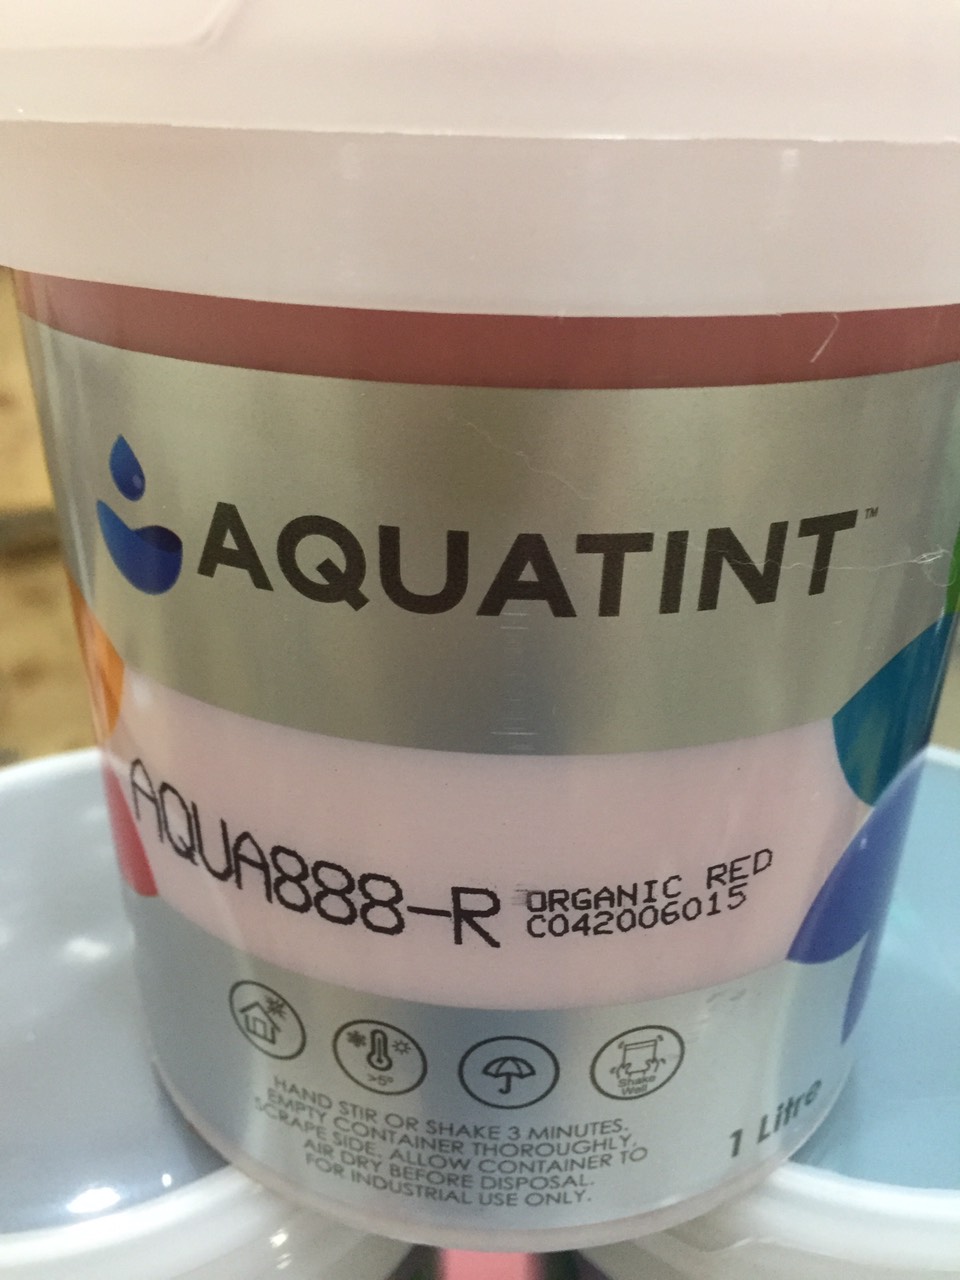 AQUATINT™
AQUA888-R
ORGANIC RED
C042006015
>5°
Shake
Well
HAND STIR OR SHAKE 3 MINUTES.
EMPTY CONTAINER THOROUGHLY.
SCRAPE SIDE. ALLOW CONTAINER TO
AIR DRY BEFORE DISPOSAL.
FOR INDUSTRIAL USE ONLY.
1 Litre